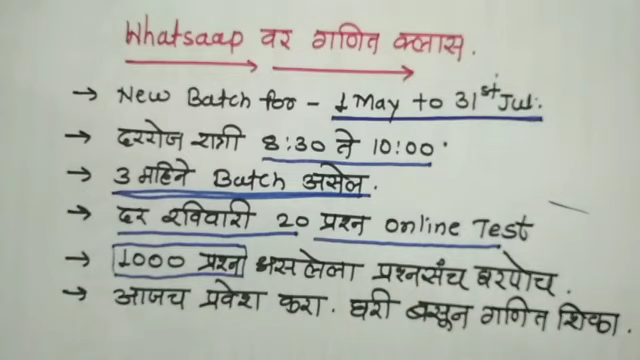 Whatsaap वर गणित क्लास.
→ New Batch for - 1 May to 31st Jul.
→ दररोज रात्री 8:30 ते 10:00.
→ 3 महिने Batch असेल.
→ दर रविवारी 20 प्रश्न online Test
→ 1000 प्रश्न असलेला प्रश्नसंच घरपोच.
→ आजच प्रवेश करा. घरी बसून गणित शिका.